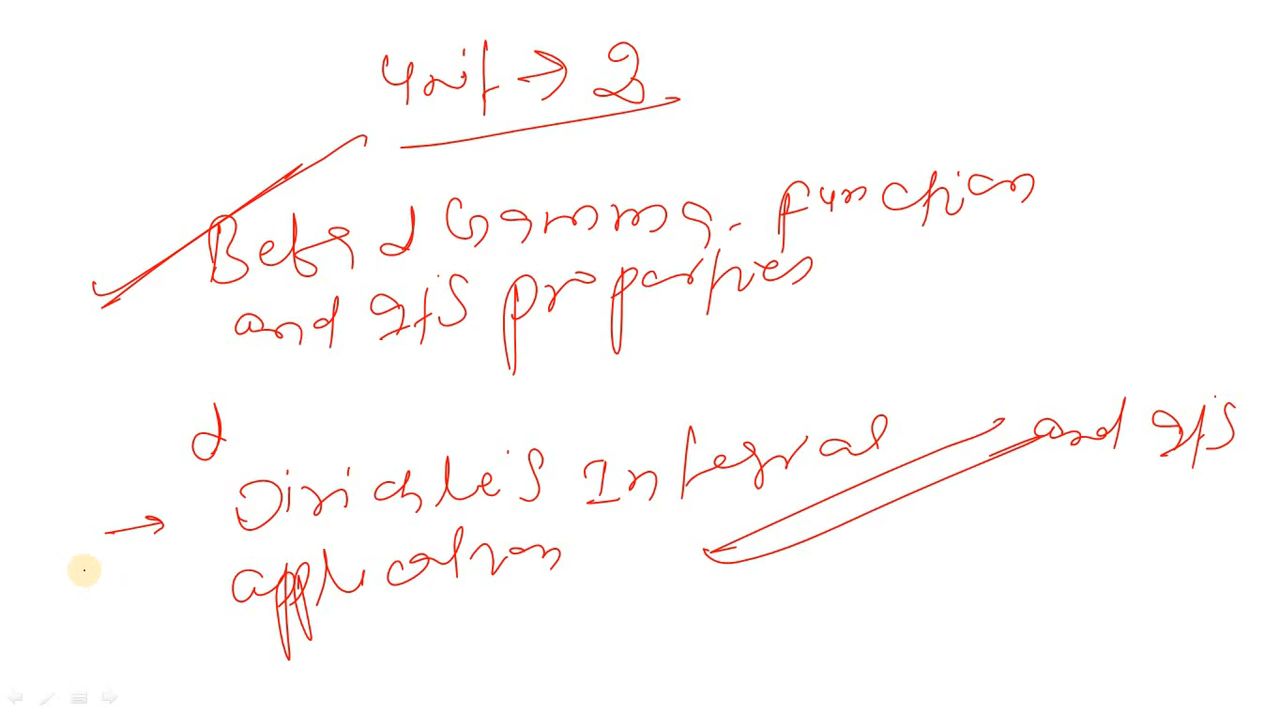 Unit → 2
Beta & Gamma function
and Its properties
&
→ Dirichlet's Integral and Its
application